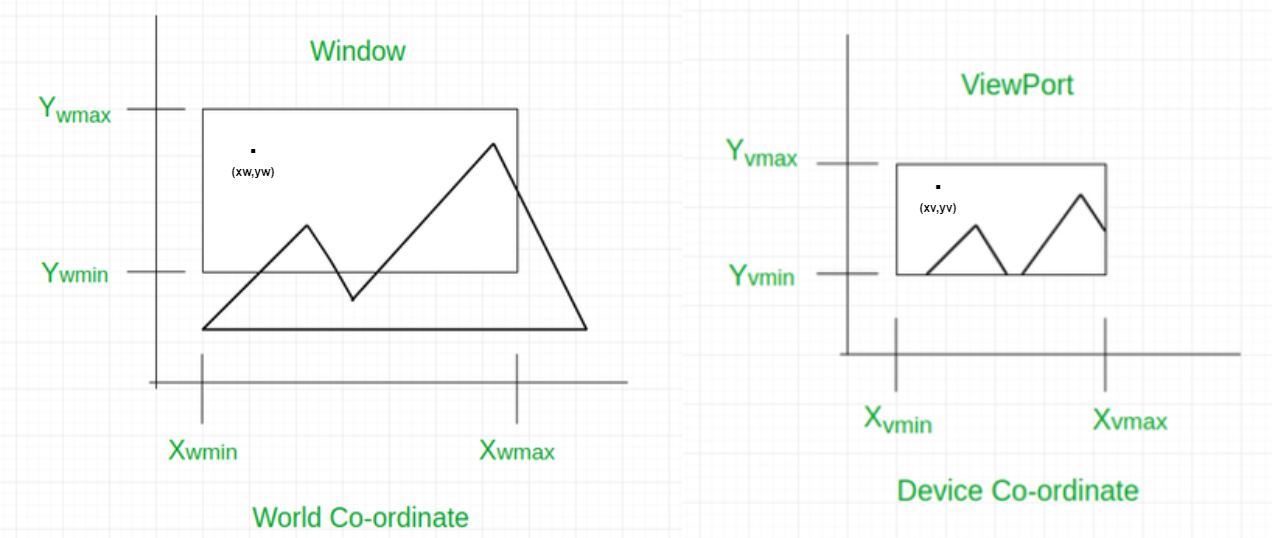 Window
Ywmax
(xw,yw)
Ywmin
Xwmin
Xwmax
World Co-ordinate
ViewPort
Yvmax
(xv,yv)
Yvmin
Xvmin
Xvmax
Device Co-ordinate